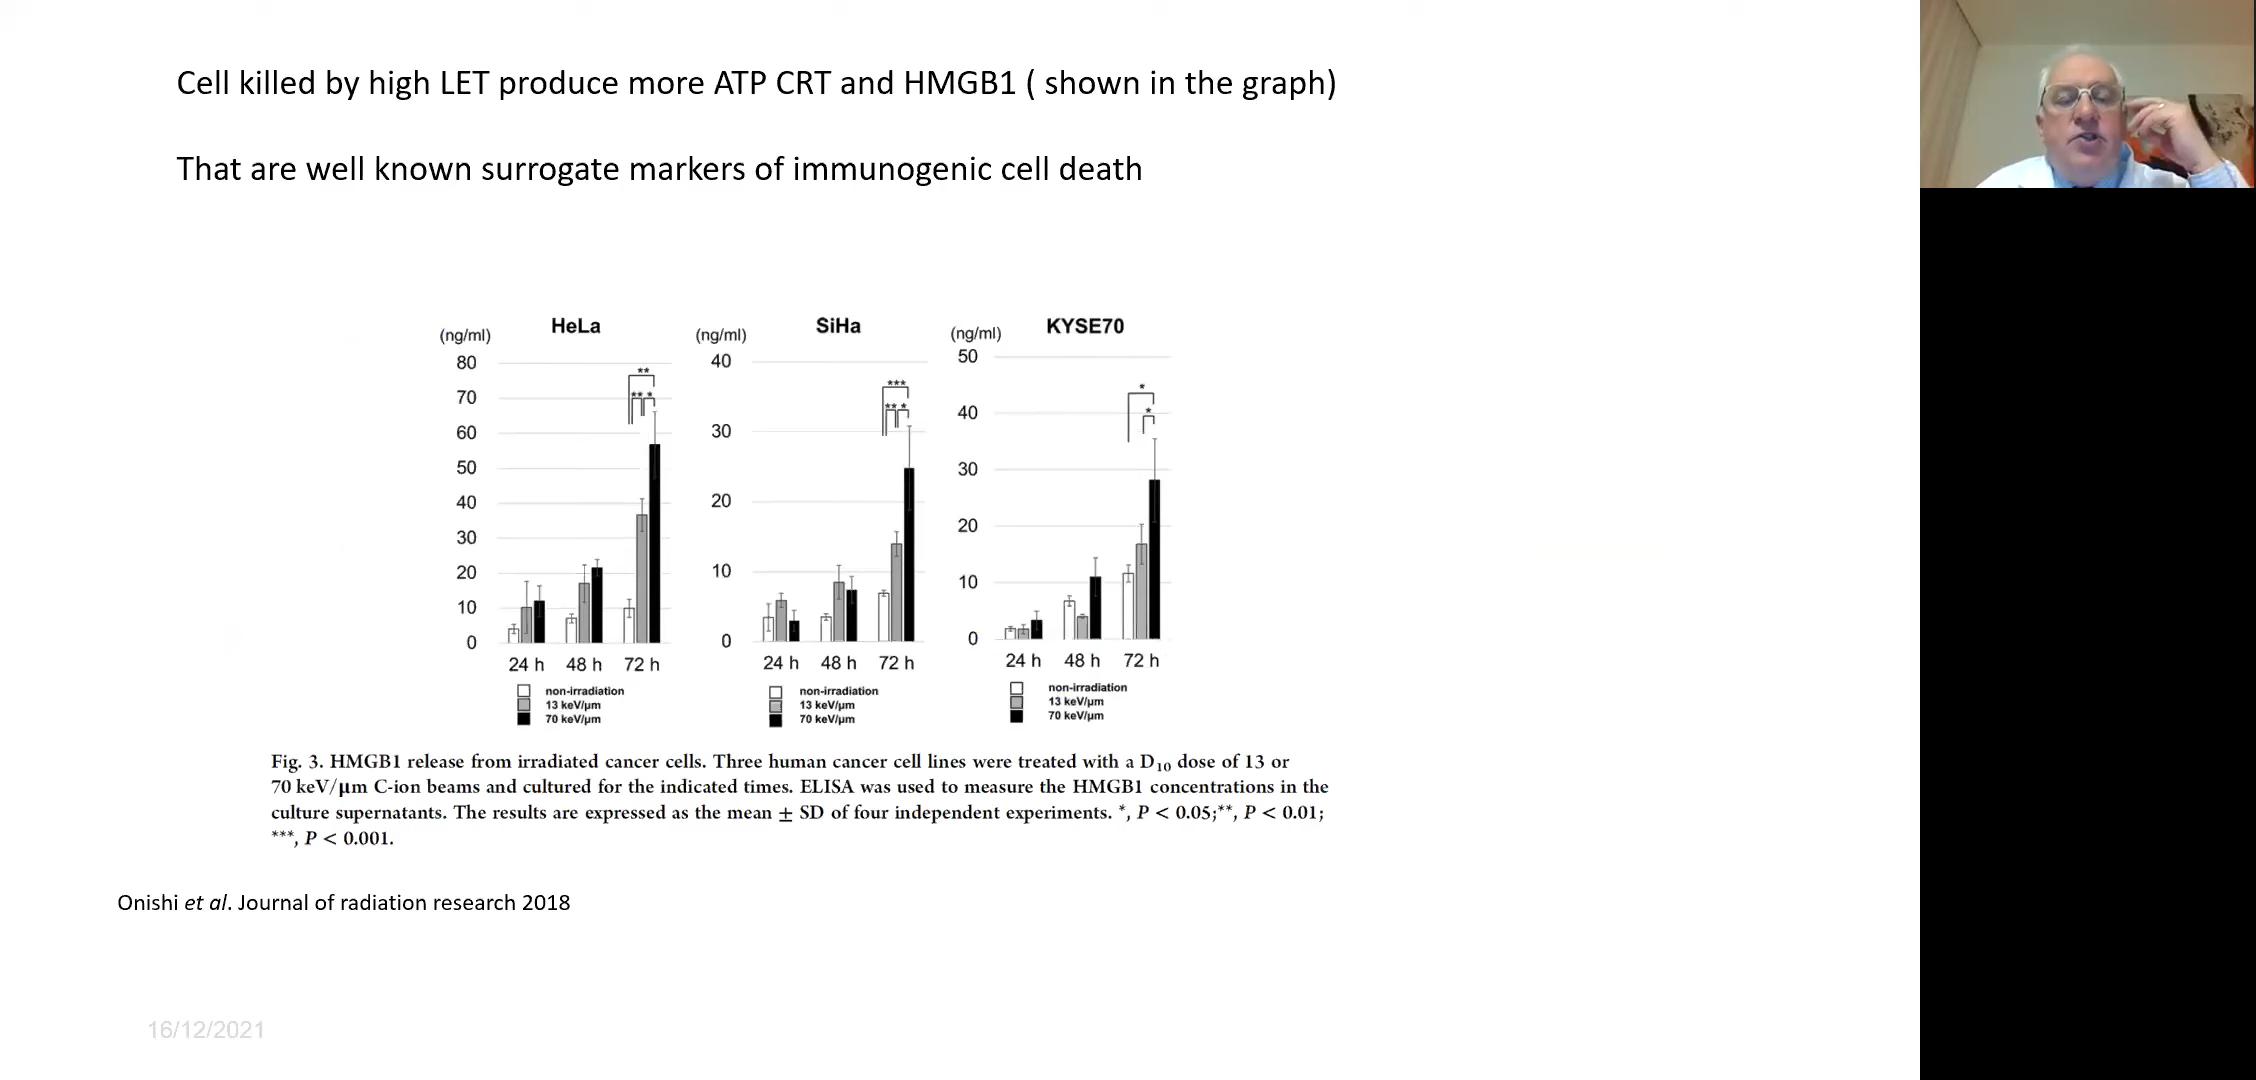 Cell killed by high LET produce more ATP CRT and HMGB1 ( shown in the graph)
That are well known surrogate markers of immunogenic cell death
HeLa
(ng/ml)
80
70
60
50
40
30
20
10
0
**
** *
24 h 48 h 72 h
non-irradiation
13 keV/μm
70 keV/μm
SiHa
(ng/ml)
40
30
20
10
0
***
** *
24 h 48 h 72 h
non-irradiation
13 keV/μm
70 keV/μm
KYSE70
(ng/ml)
50
40
30
20
10
0
*
*
24 h 48 h 72 h
non-irradiation
13 keV/μm
70 keV/μm
Fig. 3. HMGB1 release from irradiated cancer cells. Three human cancer cell lines were treated with a D10 dose of 13 or
70 keV/μm C-ion beams and cultured for the indicated times. ELISA was used to measure the HMGB1 concentrations in the
culture supernatants. The results are expressed as the mean ± SD of four independent experiments. *, P < 0.05;**, P < 0.01;
***, P < 0.001.
Onishi et al. Journal of radiation research 2018
16/12/2021